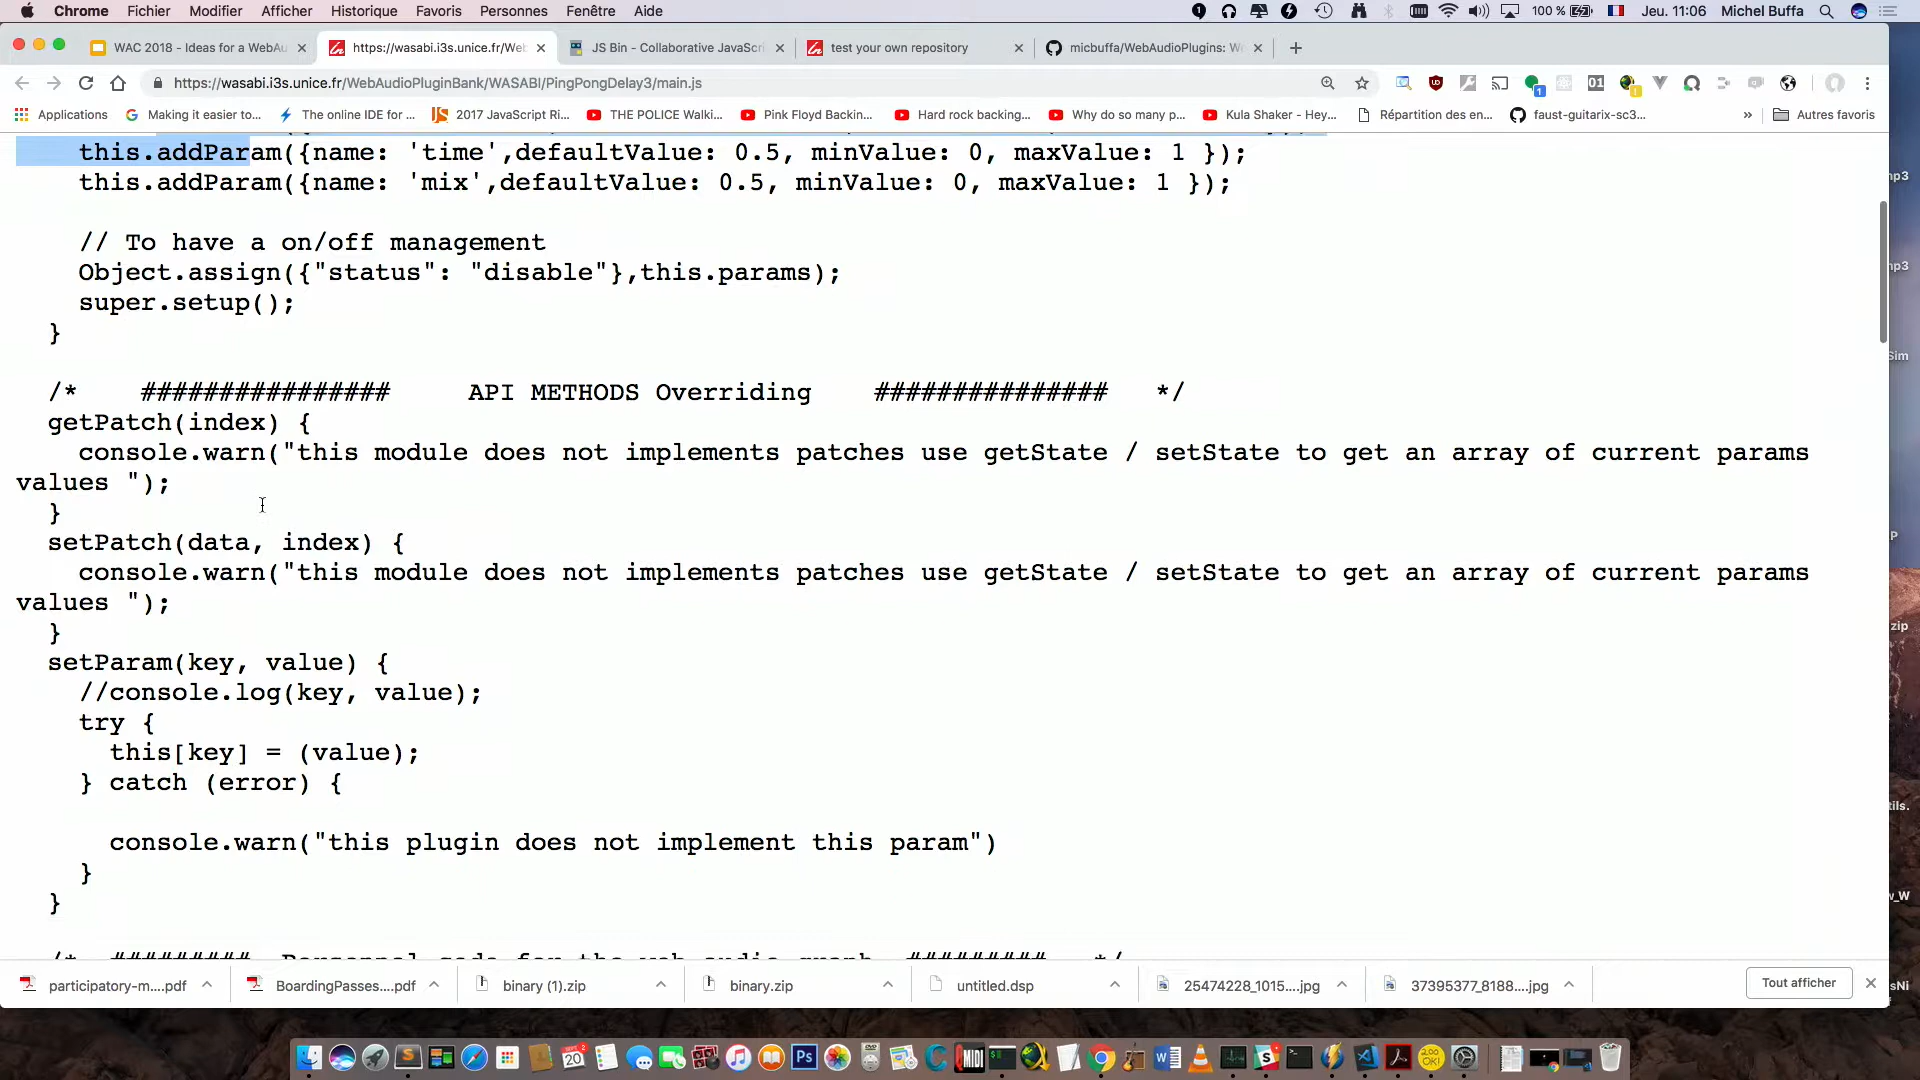 Chrome Fichier Modifier Afficher Historique Favoris Personnes Fenêtre Aide 100 % Jeu. 11:06 Michel Buffa
WAC 2018 - Ideas for a WebAu
https://wasabi.i3s.unice.fr/Web
JS Bin - Collaborative JavaScri
test your own repository
micbuffa/WebAudioPlugins: W
https://wasabi.i3s.unice.fr/WebAudioPluginBank/WASABI/PingPongDelay3/main.js
Applications Making it easier to... The online IDE for ... 2017 JavaScript Ri... THE POLICE Walki... Pink Floyd Backin... Hard rock backing... Why do so many p... Kula Shaker - Hey... Répartition des en... faust-guitarix-sc3... » Autres favoris
this.addParam({name: 'time',defaultValue: 0.5, minValue: 0, maxValue: 1 });
this.addParam({name: 'mix',defaultValue: 0.5, minValue: 0, maxValue: 1 });
// To have a on/off management
Object.assign({"status": "disable"},this.params);
super.setup();
}
/* ################ API METHODS Overriding ############### */
getPatch(index) {
console.warn("this module does not implements patches use getState / setState to get an array of current params
values ");
}
setPatch(data, index) {
console.warn("this module does not implements patches use getState / setState to get an array of current params
values ");
}
setParam(key, value) {
//console.log(key, value);
try {
this[key] = (value);
} catch (error) {
console.warn("this plugin does not implement this param")
}
}
/* ######### Personnal code for the web audio graph ######### */
participatory-m....pdf BoardingPasses....pdf binary (1).zip binary.zip untitled.dsp 25474228_1015....jpg 37395377_8188....jpg Tout afficher